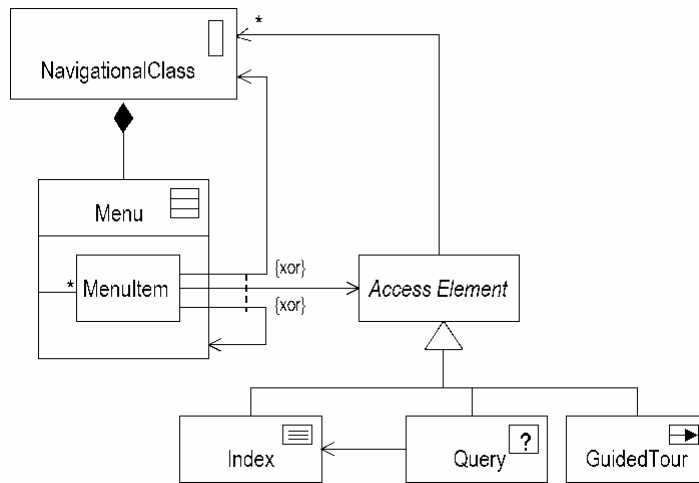 *
NavigationalClass
Menu
{xor}
* MenuItem
Access Element
{xor}
?
Index
Query
GuidedTour